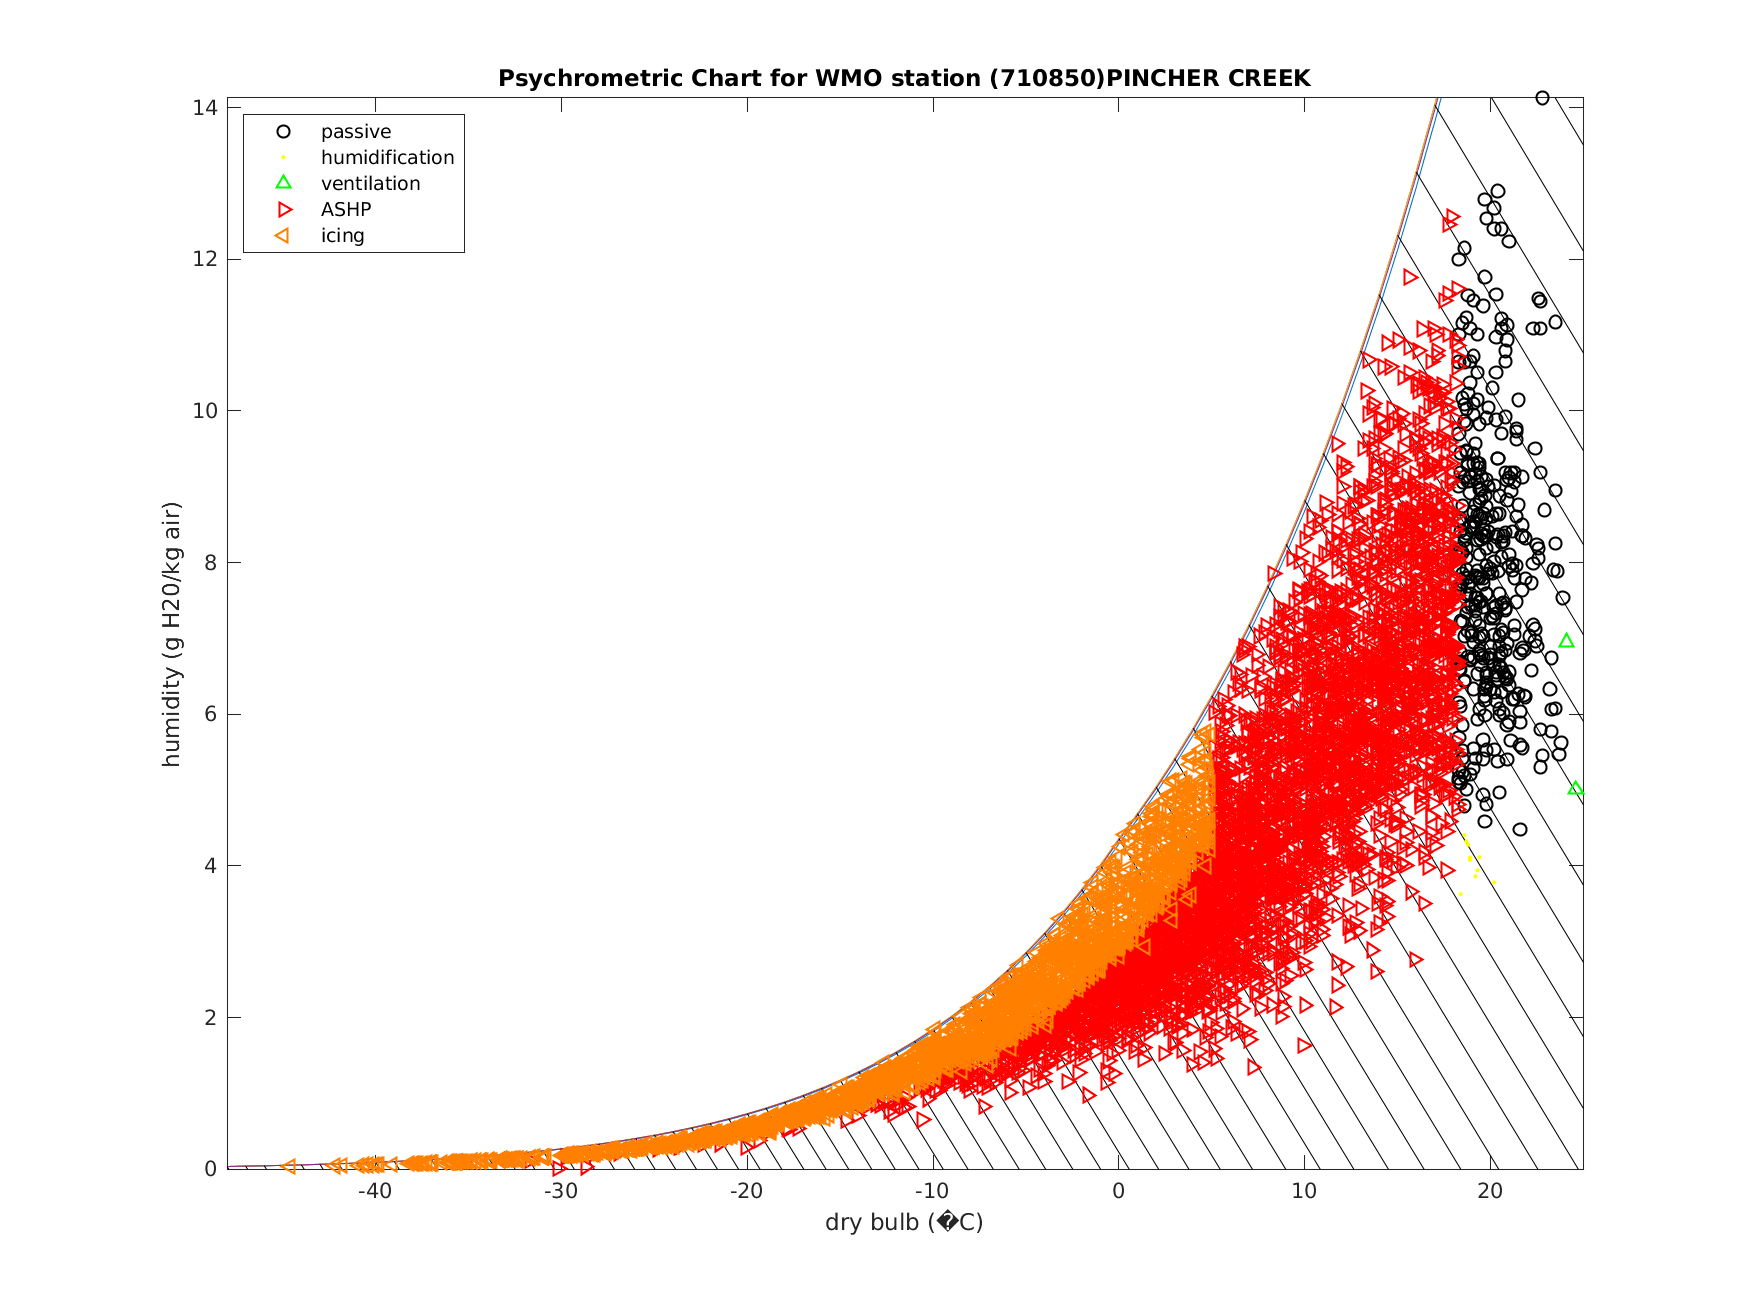 Psychrometric Chart for WMO station (710850)PINCHER CREEK
passive
humidification
ventilation
ASHP
icing
humidity (g H20/kg air)
14
12
10
8
6
4
2
0
-40
-30
-20
-10
0
10
20
dry bulb (�C)